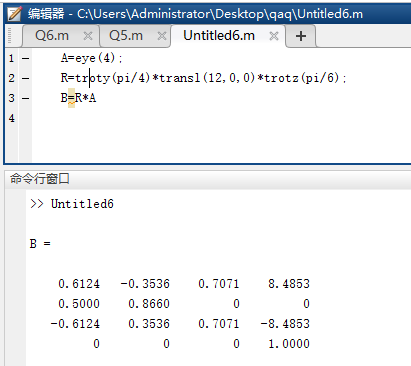 编辑器 - C:\Users\Administrator\Desktop\qaq\Untitled6.m
Q6.m × Q5.m × Untitled6.m × +
1 - A=eye(4);
2 - R=troty(pi/4)*transl(12,0,0)*trotz(pi/6);
3 - B=R*A
4
命令行窗口
>> Untitled6
B =
0.6124 -0.3536 0.7071 8.4853
0.5000 0.8660 0 0
-0.6124 0.3536 0.7071 -8.4853
0 0 0 1.0000